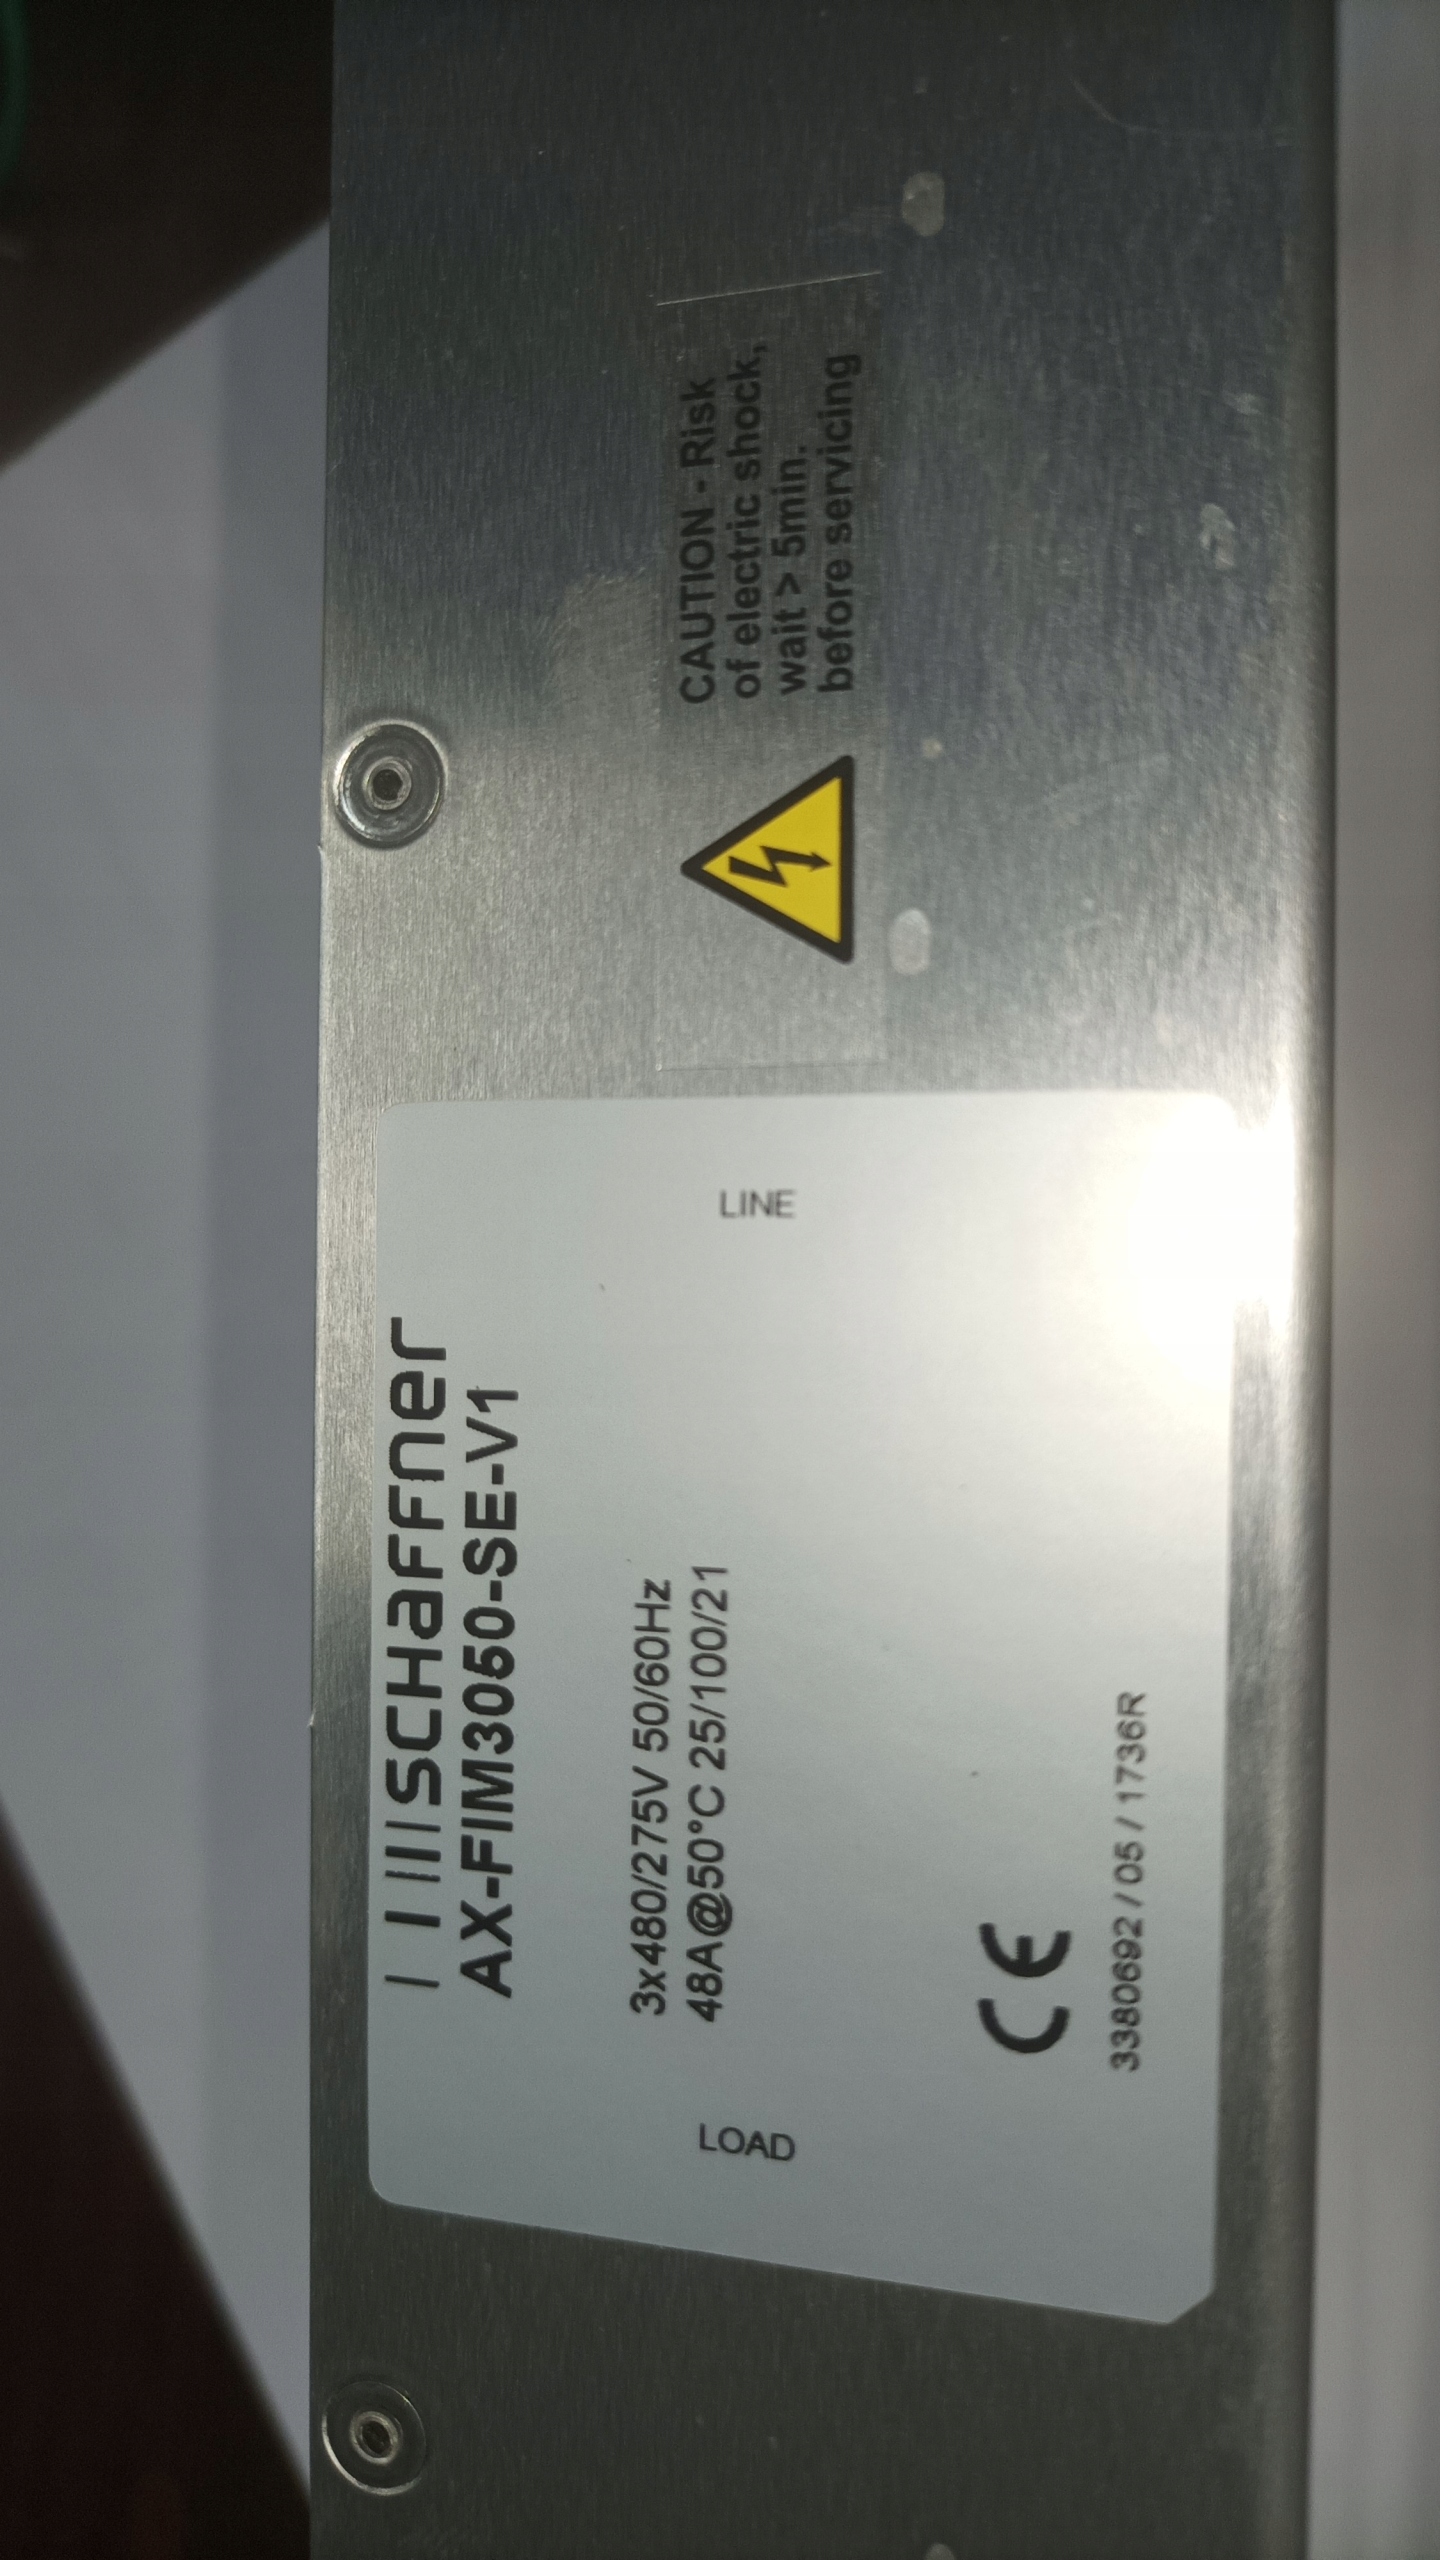 SCHaFFner
AX-FIM3050-SE-V1
3x480/275V 50/60Hz
48A@50°C 25/100/21
LOAD
LINE
CE
3380692 / 05 / 1736R
CAUTION - Risk
of electric shock,
wait > 5min.
before servicing